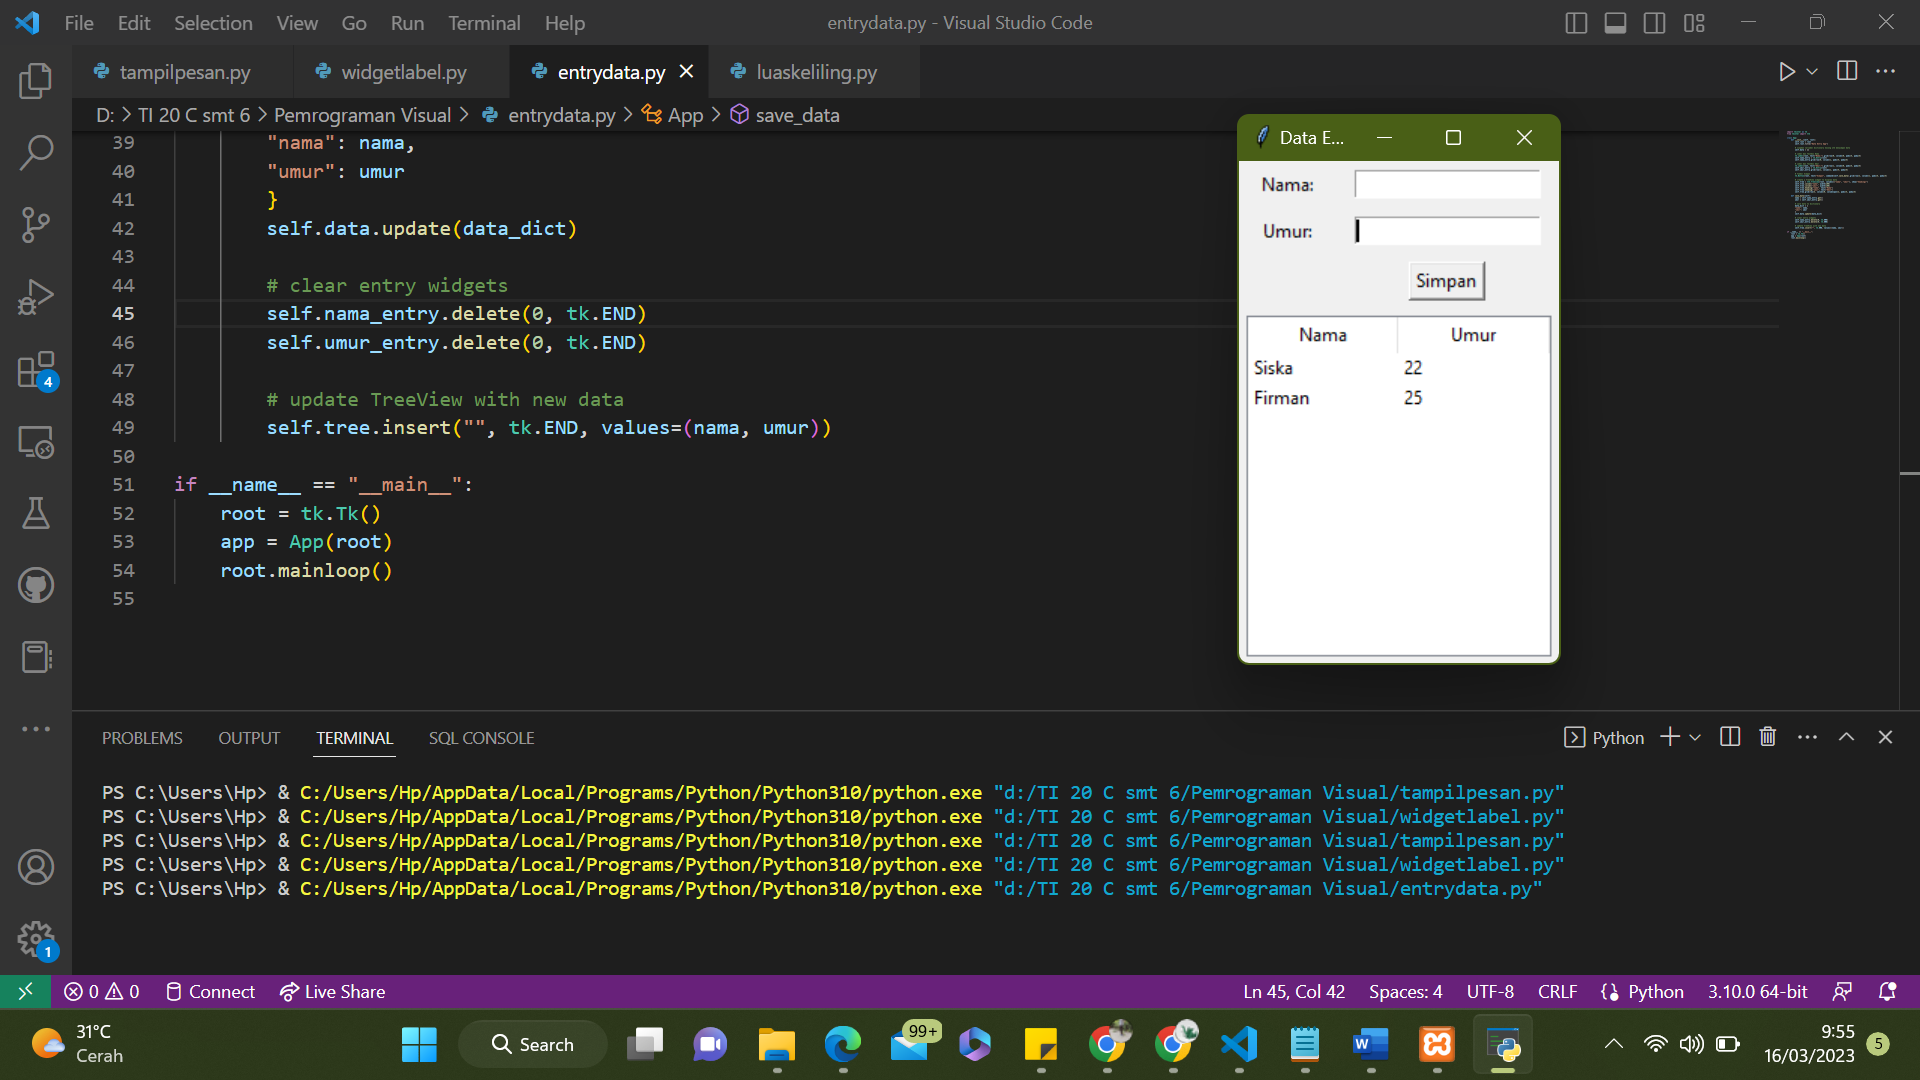 File Edit Selection View Go Run Terminal Help
entrydata.py - Visual Studio Code
tampilpesan.py widgetlabel.py entrydata.py luaskeliling.py
D: > TI 20 C smt 6 > Pemrograman Visual > entrydata.py > App > save_data
39 "nama": nama,
40 "umur": umur
41 }
42 self.data.update(data_dict)
43
44 # clear entry widgets
45 self.nama_entry.delete(0, tk.END)
46 self.umur_entry.delete(0, tk.END)
47
48 # update TreeView with new data
49 self.tree.insert("", tk.END, values=(nama, umur))
50
51 if __name__ == "__main__":
52 root = tk.Tk()
53 app = App(root)
54 root.mainloop()
55
Data E...
Nama:
Umur:
Simpan
Nama Umur
Siska 22
Firman 25
4
1
PROBLEMS OUTPUT TERMINAL SQL CONSOLE
Python
PS C:\Users\Hp> & C:/Users/Hp/AppData/Local/Programs/Python/Python310/python.exe "d:/TI 20 C smt 6/Pemrograman Visual/tampilpesan.py"
PS C:\Users\Hp> & C:/Users/Hp/AppData/Local/Programs/Python/Python310/python.exe "d:/TI 20 C smt 6/Pemrograman Visual/widgetlabel.py"
PS C:\Users\Hp> & C:/Users/Hp/AppData/Local/Programs/Python/Python310/python.exe "d:/TI 20 C smt 6/Pemrograman Visual/tampilpesan.py"
PS C:\Users\Hp> & C:/Users/Hp/AppData/Local/Programs/Python/Python310/python.exe "d:/TI 20 C smt 6/Pemrograman Visual/widgetlabel.py"
PS C:\Users\Hp> & C:/Users/Hp/AppData/Local/Programs/Python/Python310/python.exe "d:/TI 20 C smt 6/Pemrograman Visual/entrydata.py"
0 0 Connect Live Share
Ln 45, Col 42 Spaces: 4 UTF-8 CRLF Python 3.10.0 64-bit
31°C
Cerah
Search
99+
9:55
16/03/2023
5